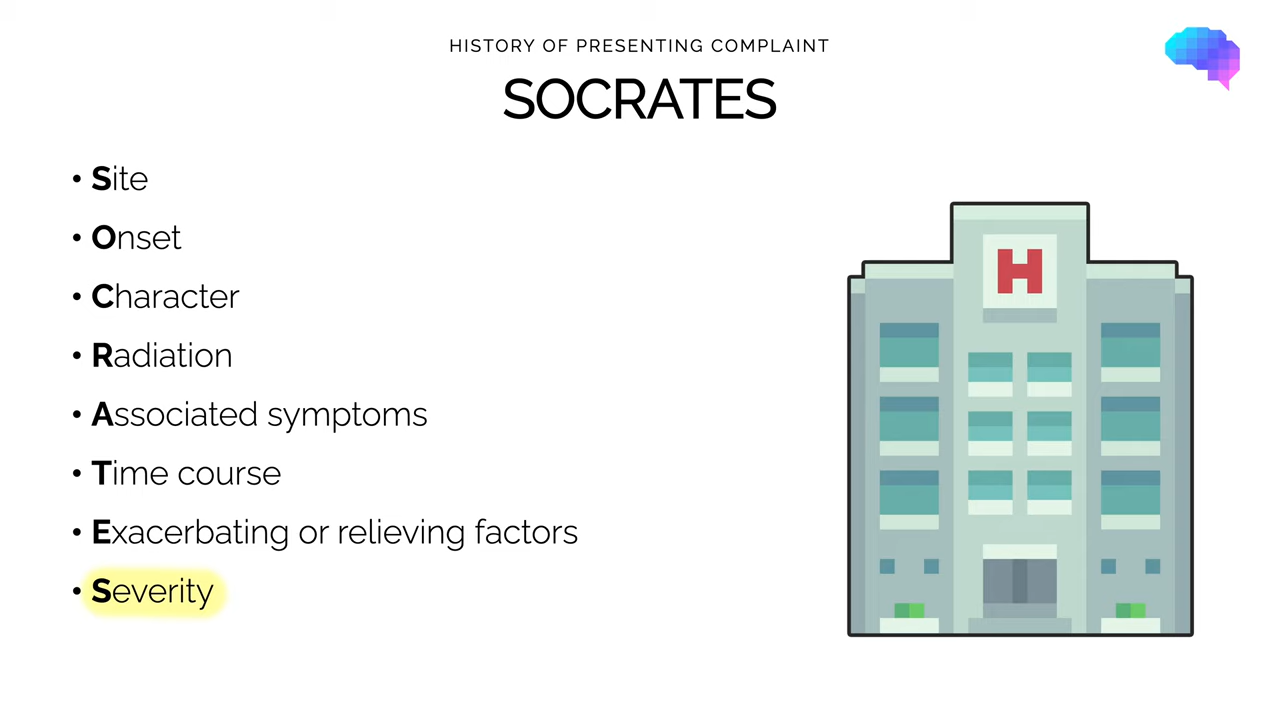 HISTORY OF PRESENTING COMPLAINT
SOCRATES
• Site
• Onset
• Character
• Radiation
• Associated symptoms
• Time course
• Exacerbating or relieving factors
• Severity
H